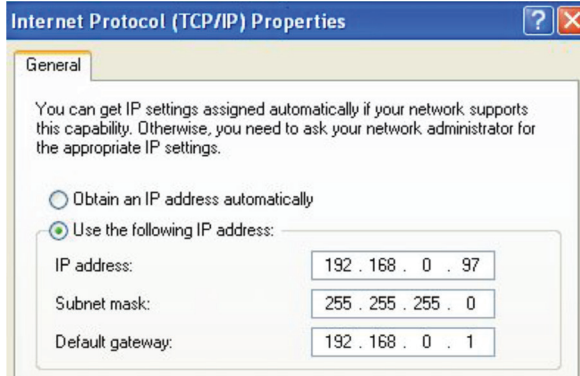 Internet Protocol (TCP/IP) Properties
General
You can get IP settings assigned automatically if your network supports
this capability. Otherwise, you need to ask your network administrator for
the appropriate IP settings.
Obtain an IP address automatically
Use the following IP address:
IP address: 192 . 168 . 0 . 97
Subnet mask: 255 . 255 . 255 . 0
Default gateway: 192 . 168 . 0 . 1